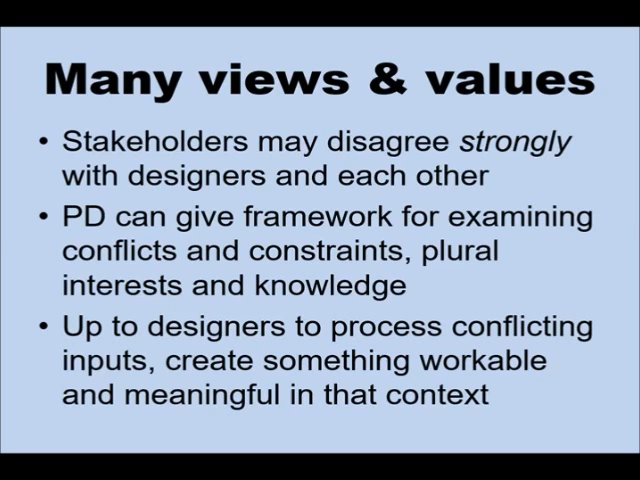 Many views & values
• Stakeholders may disagree strongly
with designers and each other
• PD can give framework for examining
conflicts and constraints, plural
interests and knowledge
• Up to designers to process conflicting
inputs, create something workable
and meaningful in that context